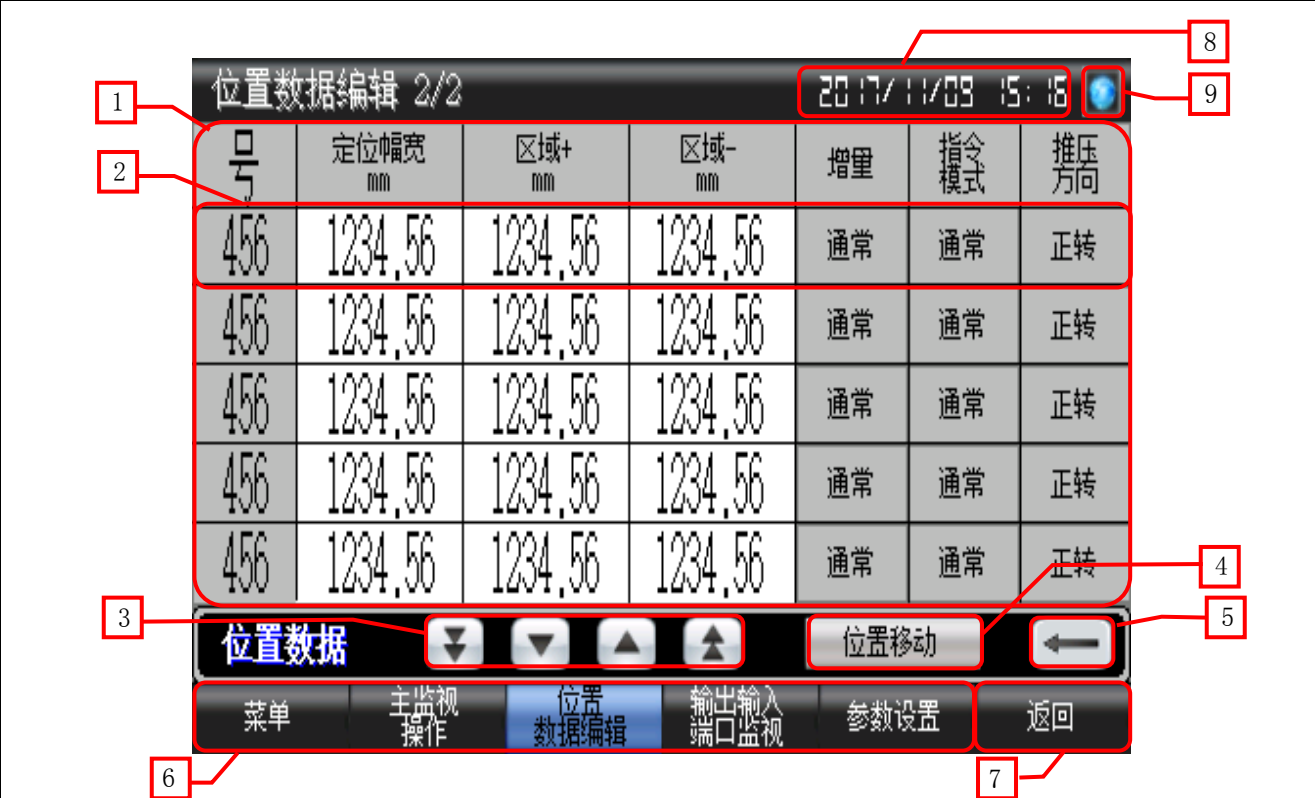 8
位置数据编辑 2/2
2017/11/09 15:16
9
1
号
定位幅宽
mm
区域+
mm
区域-
mm
增量
指令
模式
推压
方向
2
456 1234.56 1234.56 1234.56 通常 通常 正转
456 1234.56 1234.56 1234.56 通常 通常 正转
456 1234.56 1234.56 1234.56 通常 通常 正转
456 1234.56 1234.56 1234.56 通常 通常 正转
456 1234.56 1234.56 1234.56 通常 通常 正转
4
3
位置数据
位置移动
5
菜单
主监视
操作
位置
数据编辑
输出输入
端口监视
参数设置
返回
6
7